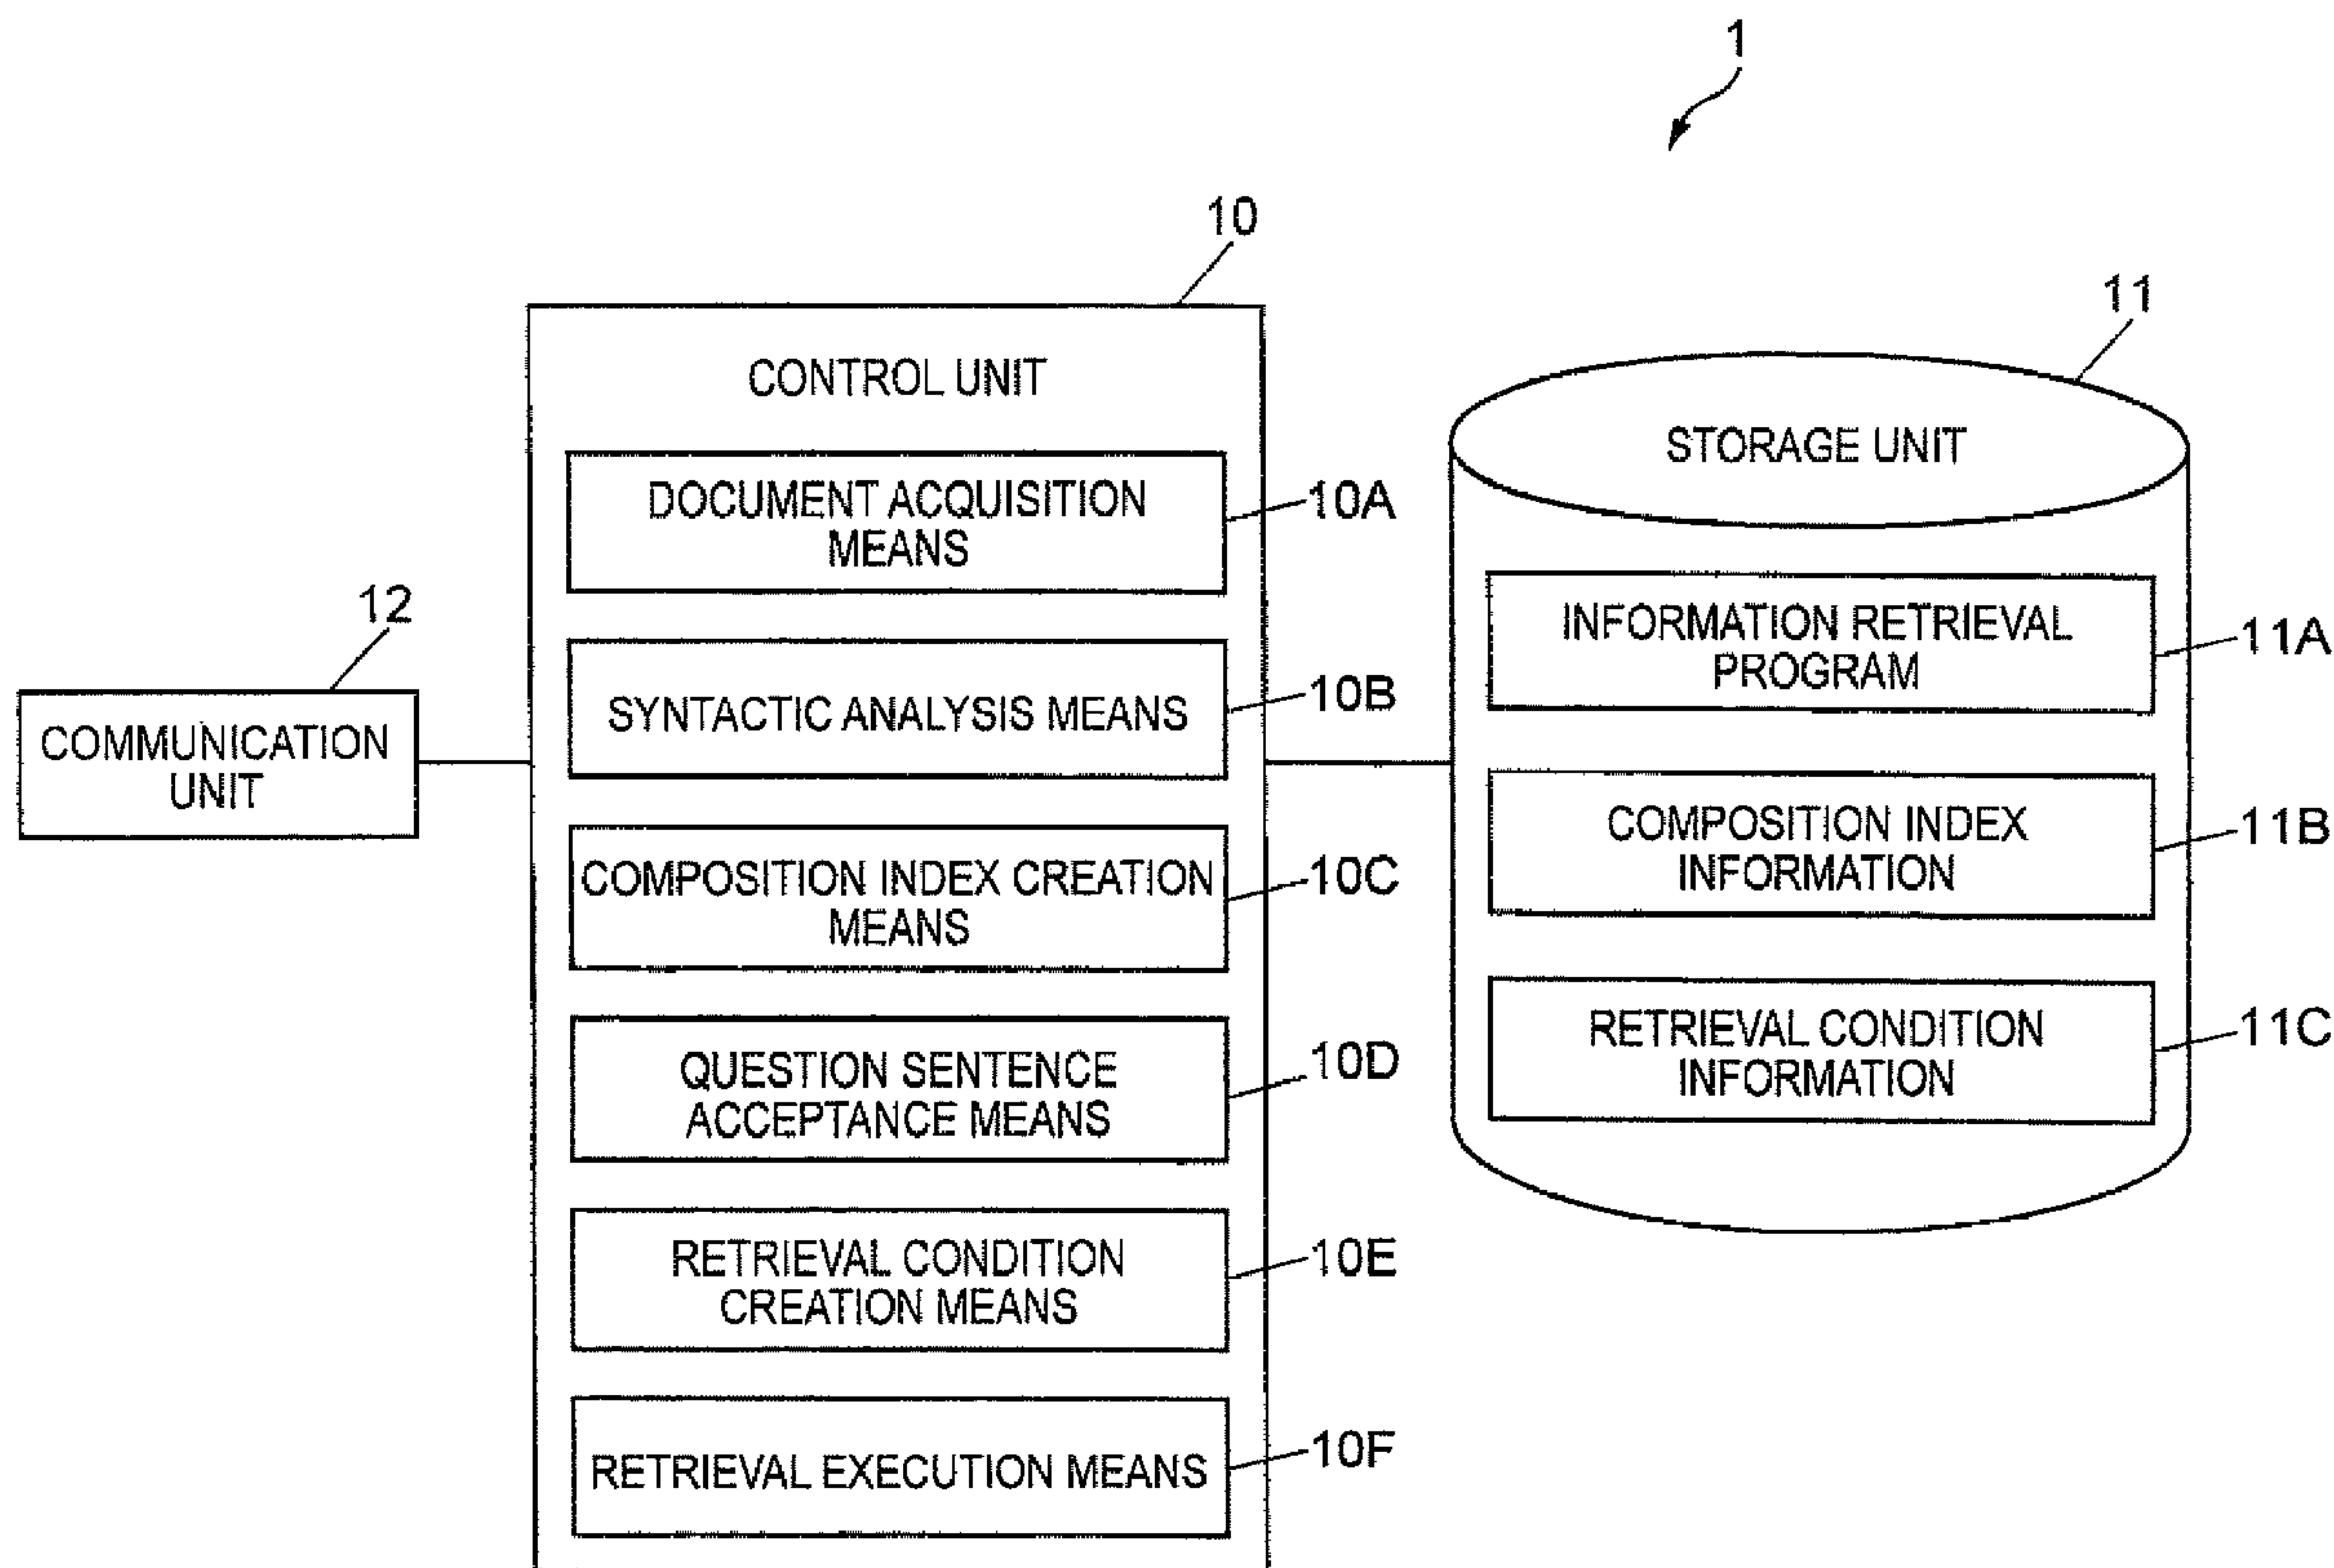 1
10
CONTROL UNIT
DOCUMENT ACQUISITION
MEANS
10A
SYNTACTIC ANALYSIS MEANS
10B
COMPOSITION INDEX CREATION
MEANS
10C
QUESTION SENTENCE
ACCEPTANCE MEANS
10D
RETRIEVAL CONDITION
CREATION MEANS
10E
RETRIEVAL EXECUTION MEANS
10F
12
COMMUNICATION
UNIT
11
STORAGE UNIT
INFORMATION RETRIEVAL
PROGRAM
11A
COMPOSITION INDEX
INFORMATION
11B
RETRIEVAL CONDITION
INFORMATION
11C